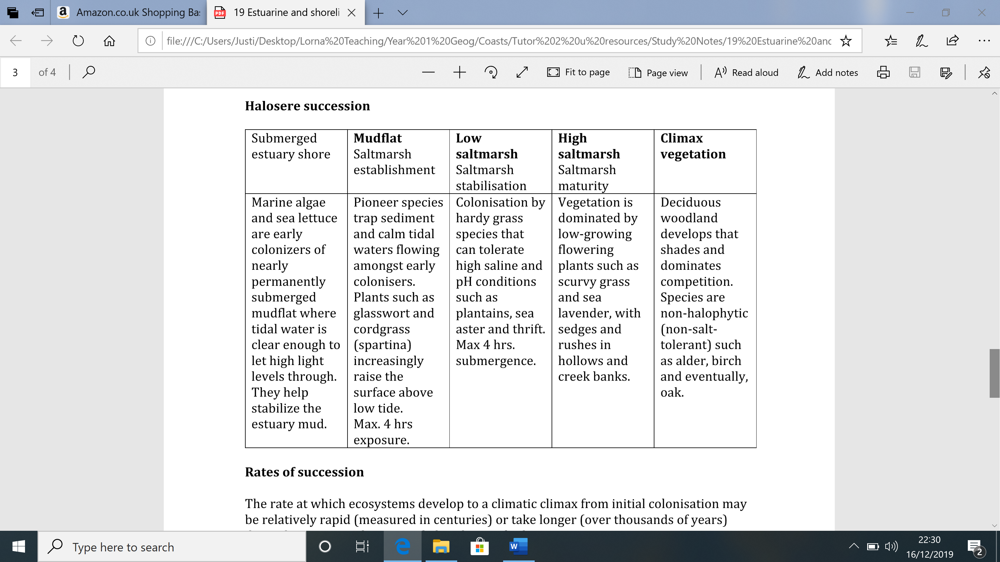 Amazon.co.uk Shopping Ba
19 Estuarine and shoreli
file:///C:/Users/Justi/Desktop/Lorna%20Teaching/Year%201%20Geog/Coasts/Tutor%202%20u%20resources/Study%20Notes/19%20Estuarine%20anc
3 of 4
Fit to page
Page view
Read aloud
Add notes
Halosere succession
Submerged
estuary shore
Mudflat
Saltmarsh
establishment
Low
saltmarsh
Saltmarsh
stabilisation
High
saltmarsh
Saltmarsh
maturity
Climax
vegetation
Marine algae
and sea lettuce
are early
colonizers of
nearly
permanently
submerged
mudflat where
tidal water is
clear enough to
let high light
levels through.
They help
stabilize the
estuary mud.
Pioneer species
trap sediment
and calm tidal
waters flowing
amongst early
colonisers.
Plants such as
glasswort and
cordgrass
(spartina)
increasingly
raise the
surface above
low tide.
Max. 4 hrs
exposure.
Colonisation by
hardy grass
species that
can tolerate
high saline and
pH conditions
such as
plantains, sea
aster and thrift.
Max 4 hrs.
submergence.
Vegetation is
dominated by
low-growing
flowering
plants such as
scurvy grass
and sea
lavender, with
sedges and
rushes in
hollows and
creek banks.
Deciduous
woodland
develops that
shades and
dominates
competition.
Species are
non-halophytic
(non-salt-
tolerant) such
as alder, birch
and eventually,
oak.
Rates of succession
The rate at which ecosystems develop to a climatic climax from initial colonisation may
be relatively rapid (measured in centuries) or take longer (over thousands of years)
Type here to search
22:30
16/12/2019
2